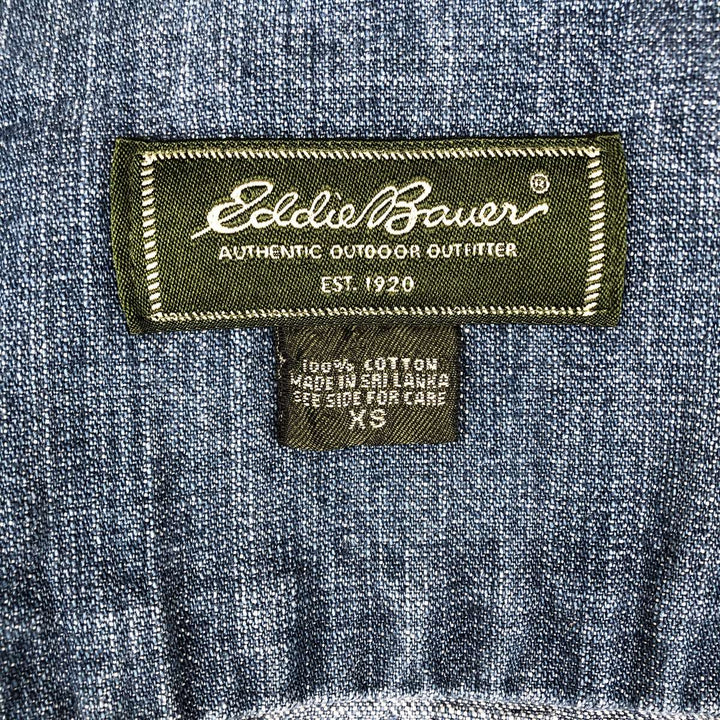 Eddie Bauer®
AUTHENTIC OUTDOOR OUTFITTER
EST. 1920
100% COTTON
MADE IN SRI LANKA
SEE SIDE FOR CARE
XS